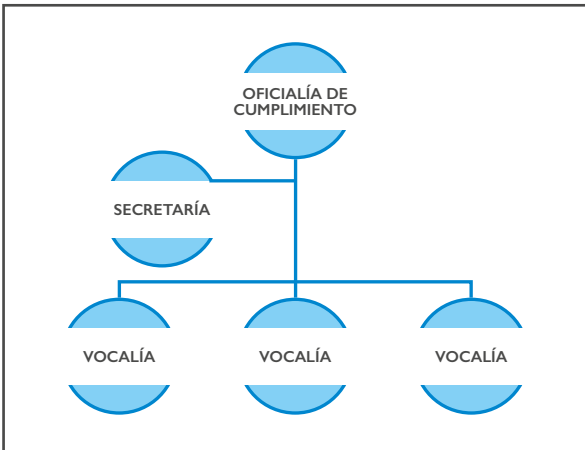 OFICIALÍA DE
CUMPLIMIENTO
SECRETARÍA
VOCALÍA
VOCALÍA
VOCALÍA